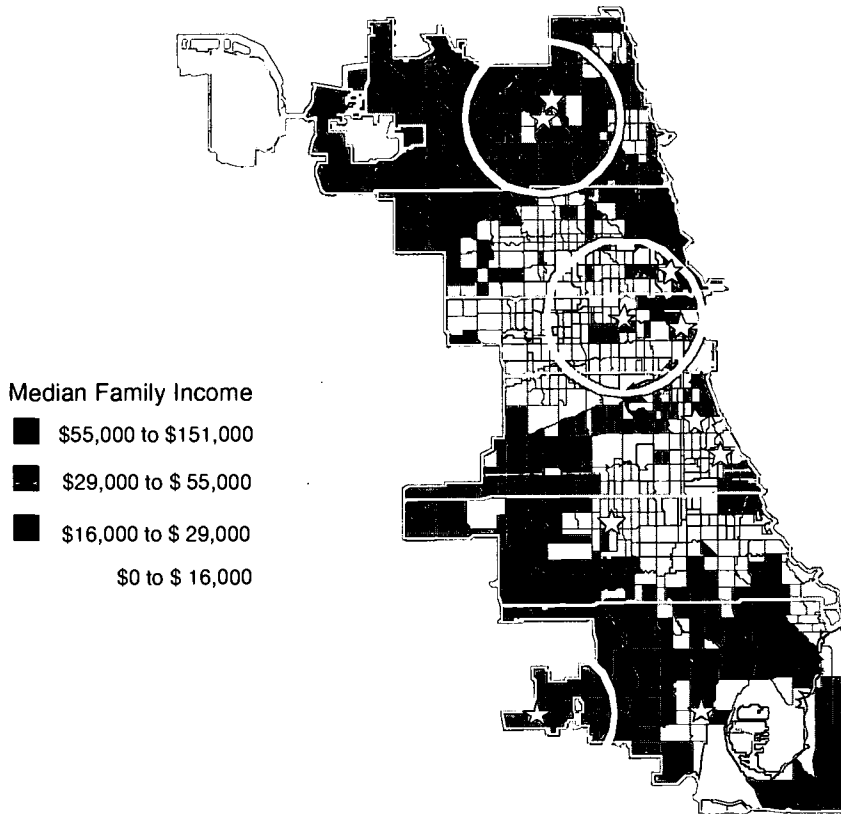 Median Family Income
$55,000 to $151,000
$29,000 to $ 55,000
$16,000 to $ 29,000
$0 to $ 16,000